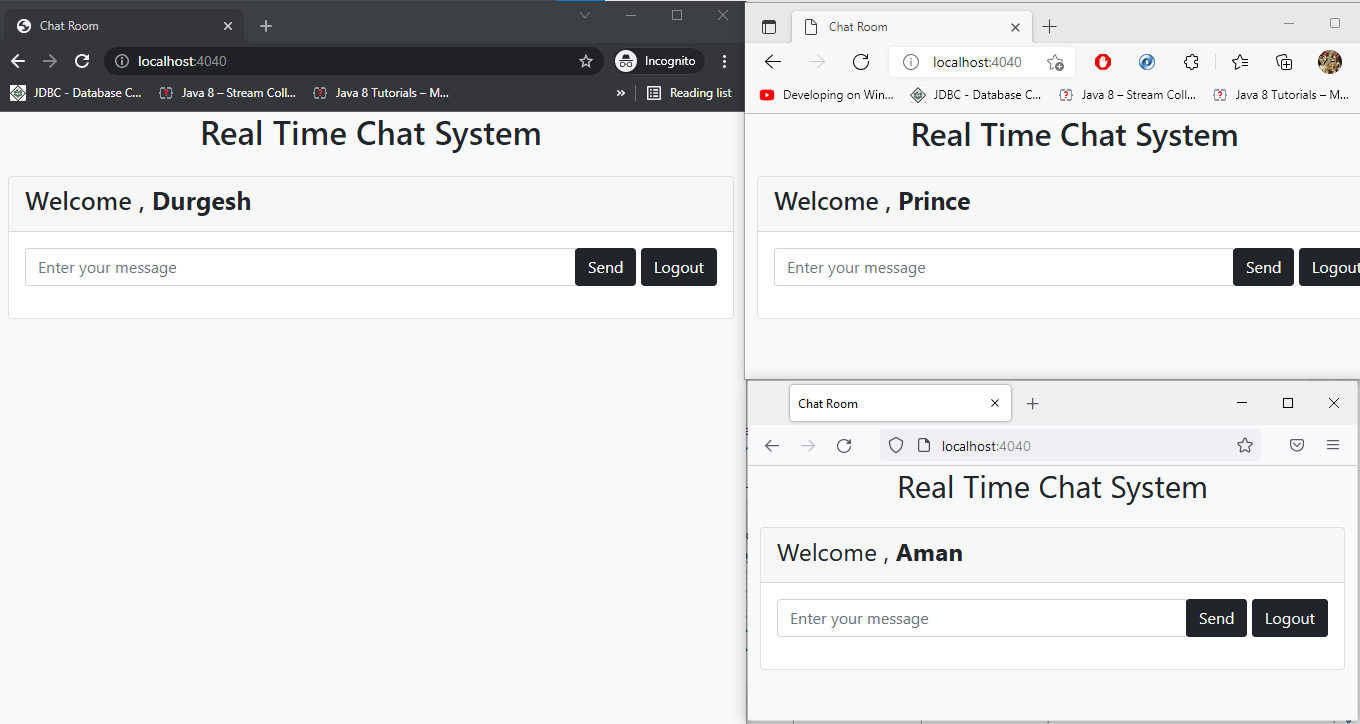 Chat Room
localhost:4040
Incognito
JDBC - Database C...
Java 8 – Stream Coll...
Java 8 Tutorials – M...
»
Reading list
Real Time Chat System
Welcome , Durgesh
Enter your message
Send
Logout
Chat Room
localhost:4040
Developing on Win...
JDBC - Database C...
Java 8 – Stream Coll...
Java 8 Tutorials – M...
Real Time Chat System
Welcome , Prince
Enter your message
Send
Logout
Chat Room
localhost:4040
Real Time Chat System
Welcome , Aman
Enter your message
Send
Logout